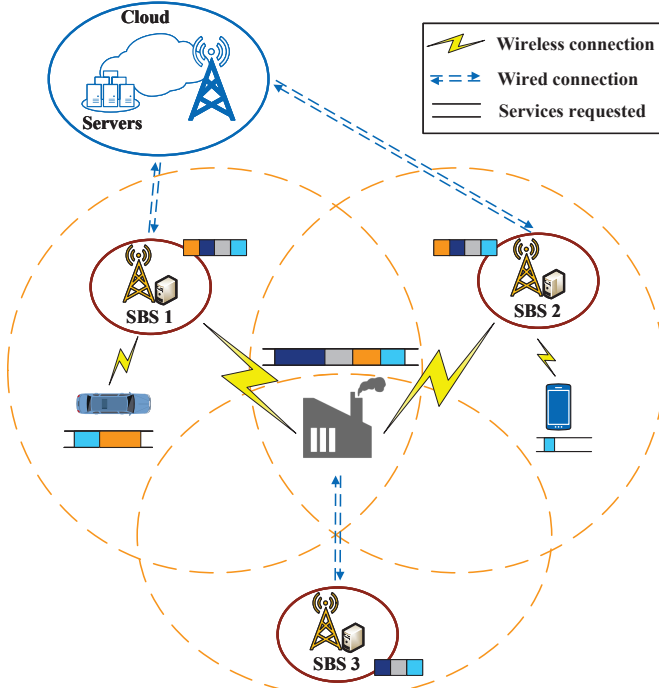 Cloud
Servers
Wireless connection
Wired connection
Services requested
SBS 1
SBS 2
SBS 3